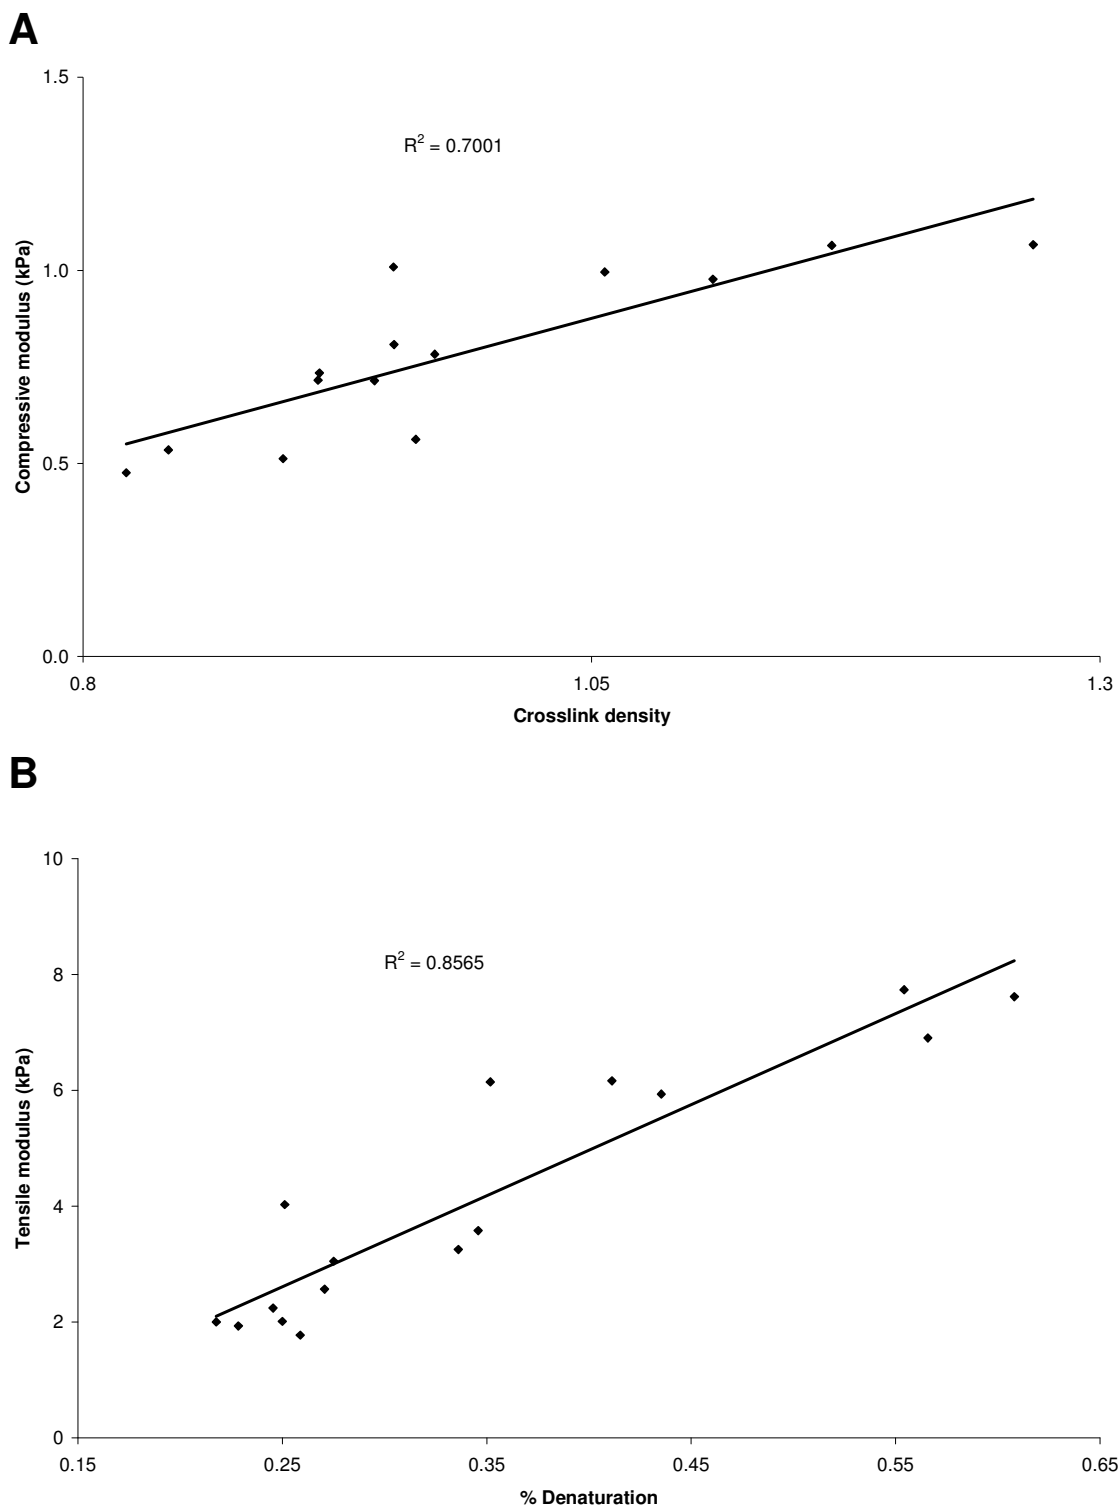 A
1.5
R² = 0.7001
1.0
Compressive modulus (kPa)
0.5
0.0
0.8 1.05 1.3
Crosslink density
B
10
R² = 0.8565
8
6
Tensile modulus (kPa)
4
2
0
0.15 0.25 0.35 0.45 0.55 0.65
% Denaturation